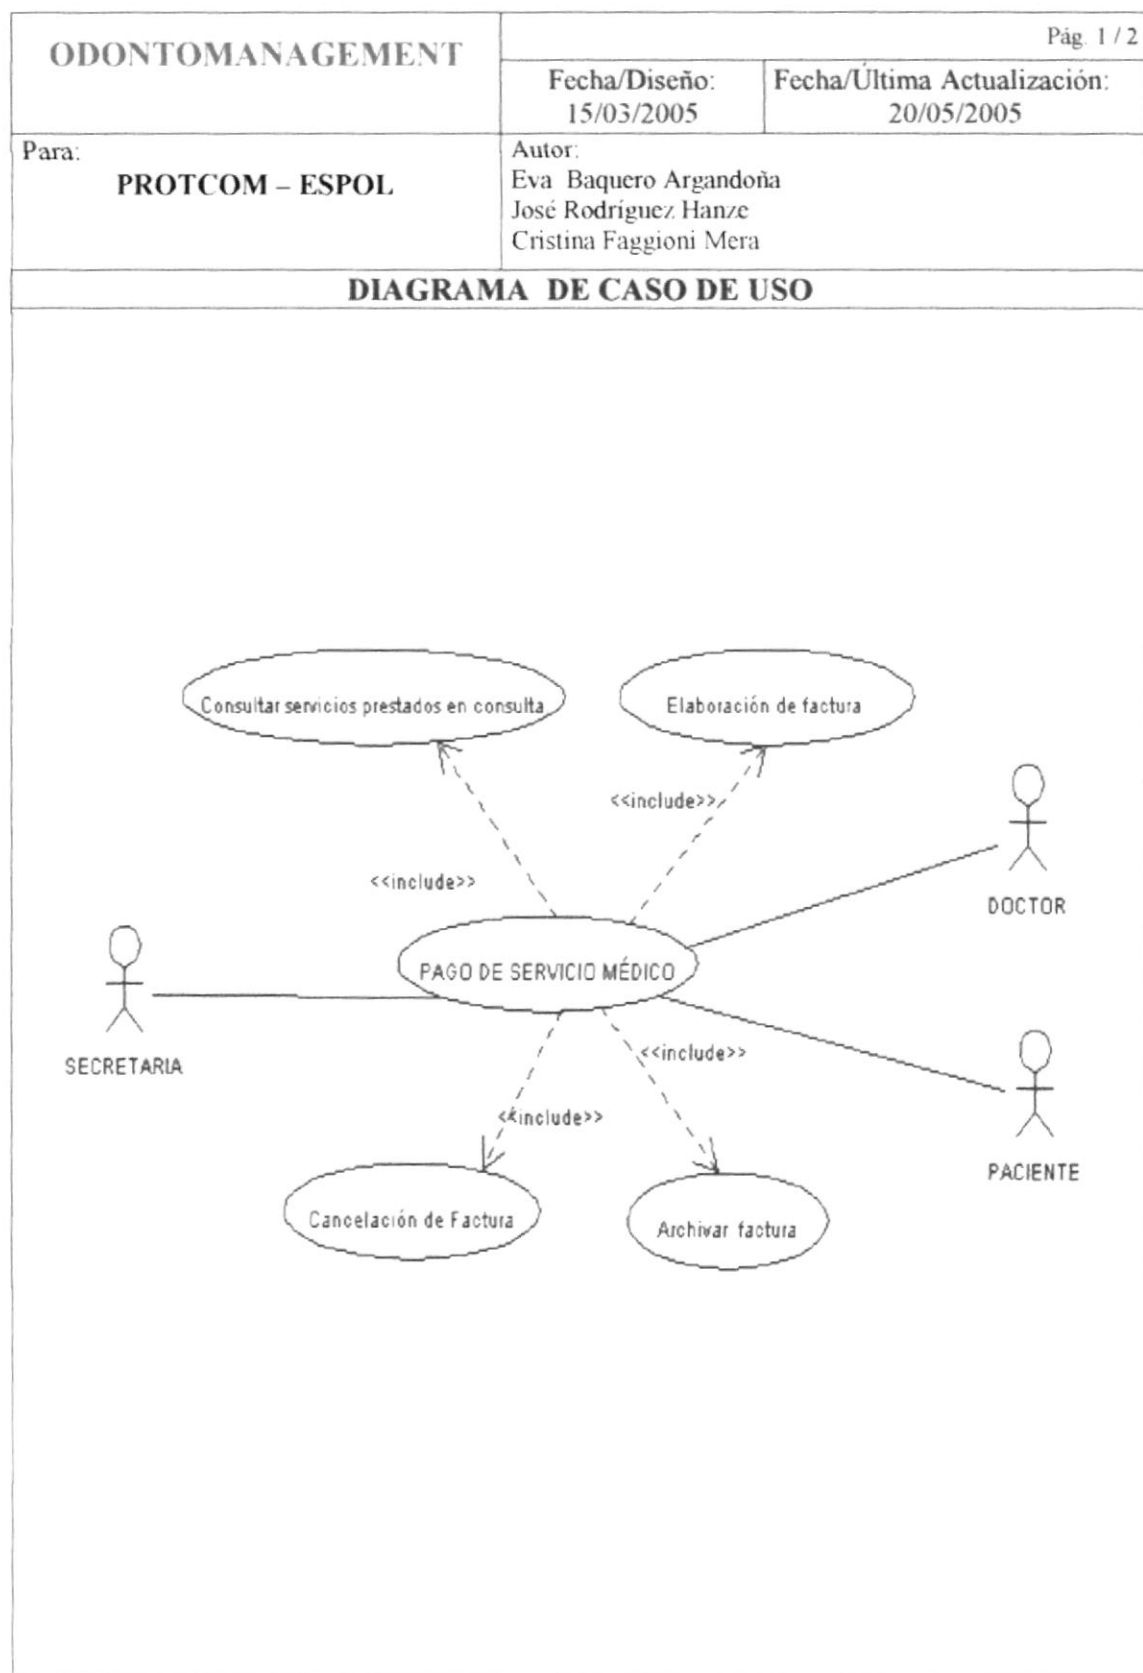 ODONTOMANAGEMENT
Pág. 1 / 2
Fecha/Diseño:
15/03/2005
Fecha/Última Actualización:
20/05/2005
Para:
PROTCOM – ESPOL
Autor:
Eva Baquero Argandoña
José Rodríguez Hanze
Cristina Faggioni Mera
DIAGRAMA DE CASO DE USO
Consultar servicios prestados en consulta
Elaboración de factura
<<include>>
<<include>>
DOCTOR
PAGO DE SERVICIO MÉDICO
SECRETARIA
<<include>>
<<include>>
PACIENTE
Cancelación de Factura
Archivar factura